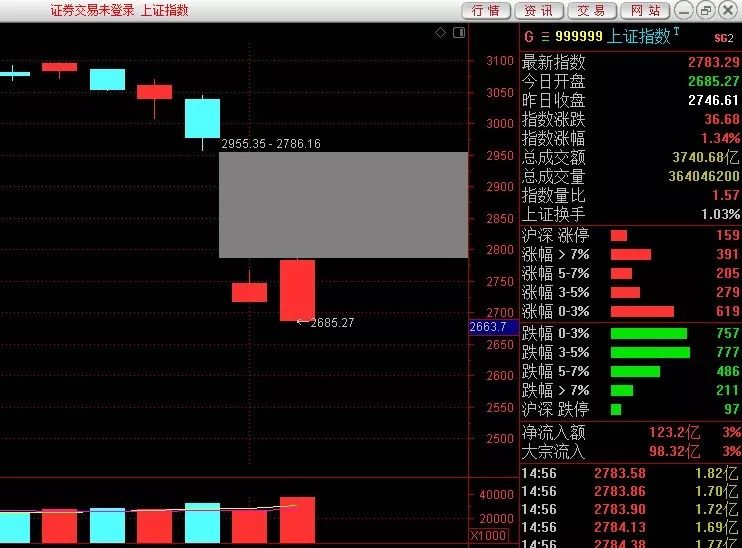 证券交易未登录 上证指数
行情 资讯 交易 网站
3100
3050
3000
2950
2900
2850
2800
2750
2700
2663.7
2650
2600
2550
2500
2955.35 - 2786.16
2685.27
40000
20000
X1000
G 三 999999 上证指数 T SG2
最新指数 2783.29
今日开盘 2685.27
昨日收盘 2746.61
指数涨跌 36.68
指数涨幅 1.34%
总成交额 3740.68亿
总成交量 364046200
指数量比 1.57
上证换手 1.03%
沪深 涨停 159
涨幅 > 7% 391
涨幅 5-7% 205
涨幅 3-5% 279
涨幅 0-3% 619
跌幅 0-3% 757
跌幅 3-5% 777
跌幅 5-7% 486
跌幅 > 7% 211
沪深 跌停 97
净流入额 123.2亿 3%
大宗流入 98.32亿 3%
14:56 2783.58 1.82亿
14:56 2783.86 1.70亿
14:56 2783.90 1.72亿
14:56 2784.13 1.69亿
14:56 2784.38 1.77亿